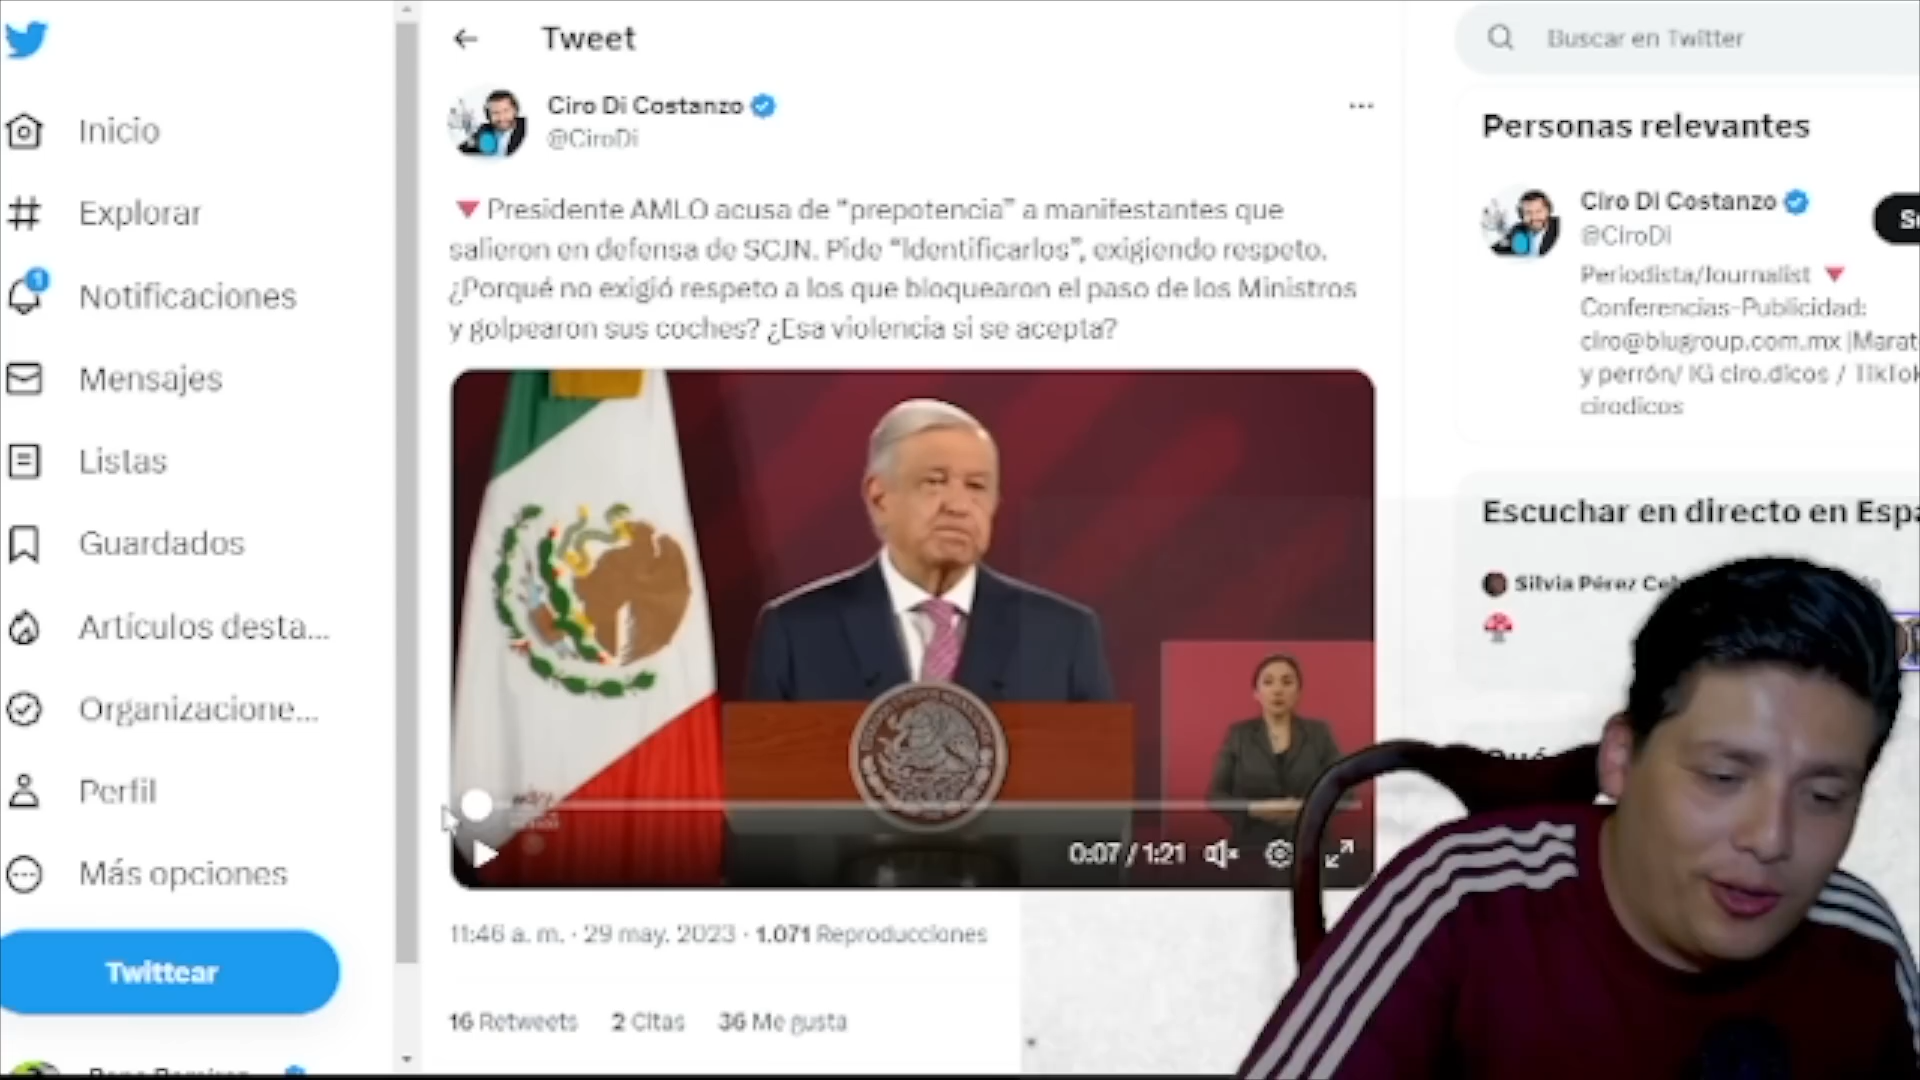 Tweet
Buscar en Twitter
Ciro Di Costanzo
@CiroDi
Inicio
Explorar
Notificaciones
1
Mensajes
Listas
Guardados
Artículos desta...
Organizacione...
Perfil
Más opciones
Twittear
Presidente AMLO acusa de “prepotencia” a manifestantes que
salieron en defensa de SCJN. Pide “identificarlos”, exigiendo respeto.
¿Porqué no exigió respeto a los que bloquearon el paso de los Ministros
y golpearon sus coches? ¿Esa violencia si se acepta?
0:07 / 1:21
11:46 a. m. · 29 may. 2023 · 1.071 Reproducciones
16 Retweets 2 Citas 36 Me gusta
Personas relevantes
Ciro Di Costanzo
@CiroDi
Periodista/Journalist
Conferencias-Publicidad:
ciro@blugroup.com.mx |Marat
y perrón/ IG ciro.dicos / TikTok
cirodicos
Escuchar en directo en Espa
Silvia Pérez